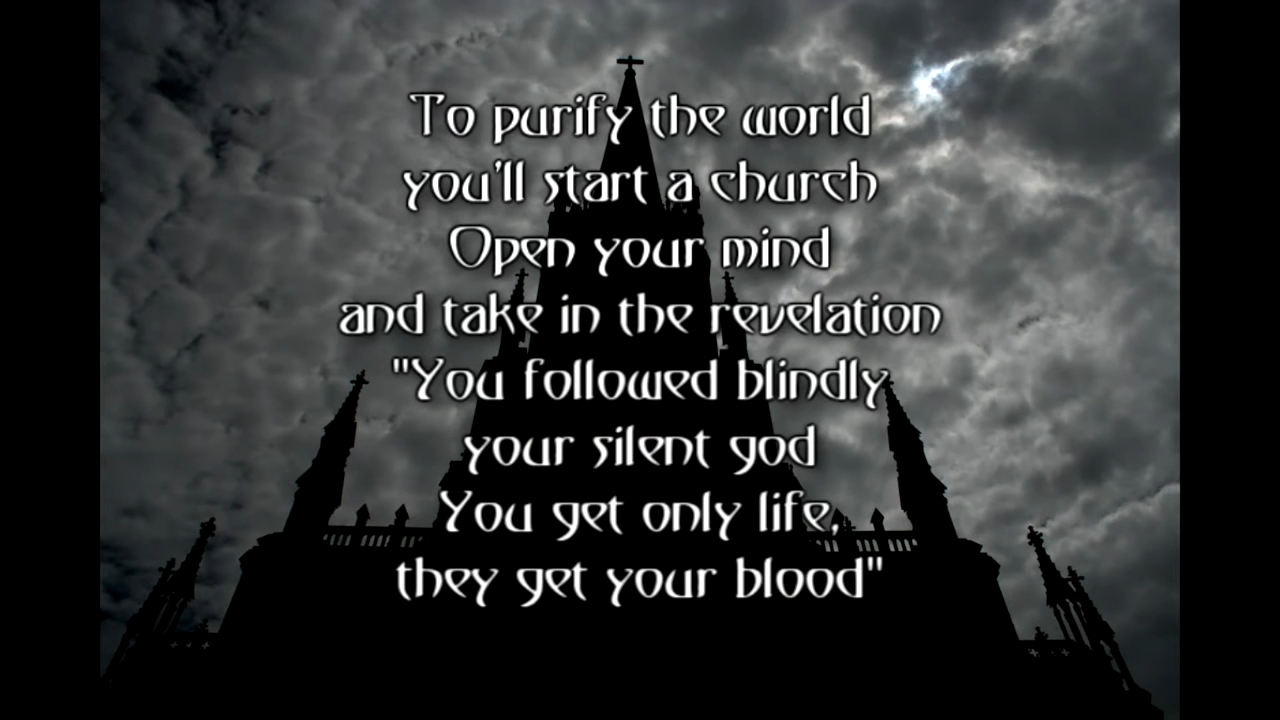 To purify the world
you'll start a church
Open your mind
and take in the revelation
"You followed blindly
your silent god
You get only life,
they get your blood"